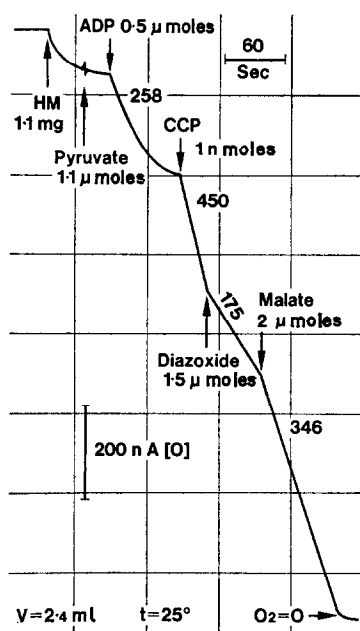 ADP 0·5 μ moles
60
Sec
HM
1·1 mg
258
CCP
1 n moles
Pyruvate
1·1 μ moles
450
175
Malate
2 μ moles
Diazoxide
1·5 μ moles
346
200 n A [O]
V=2·4 ml t=25° O₂=0